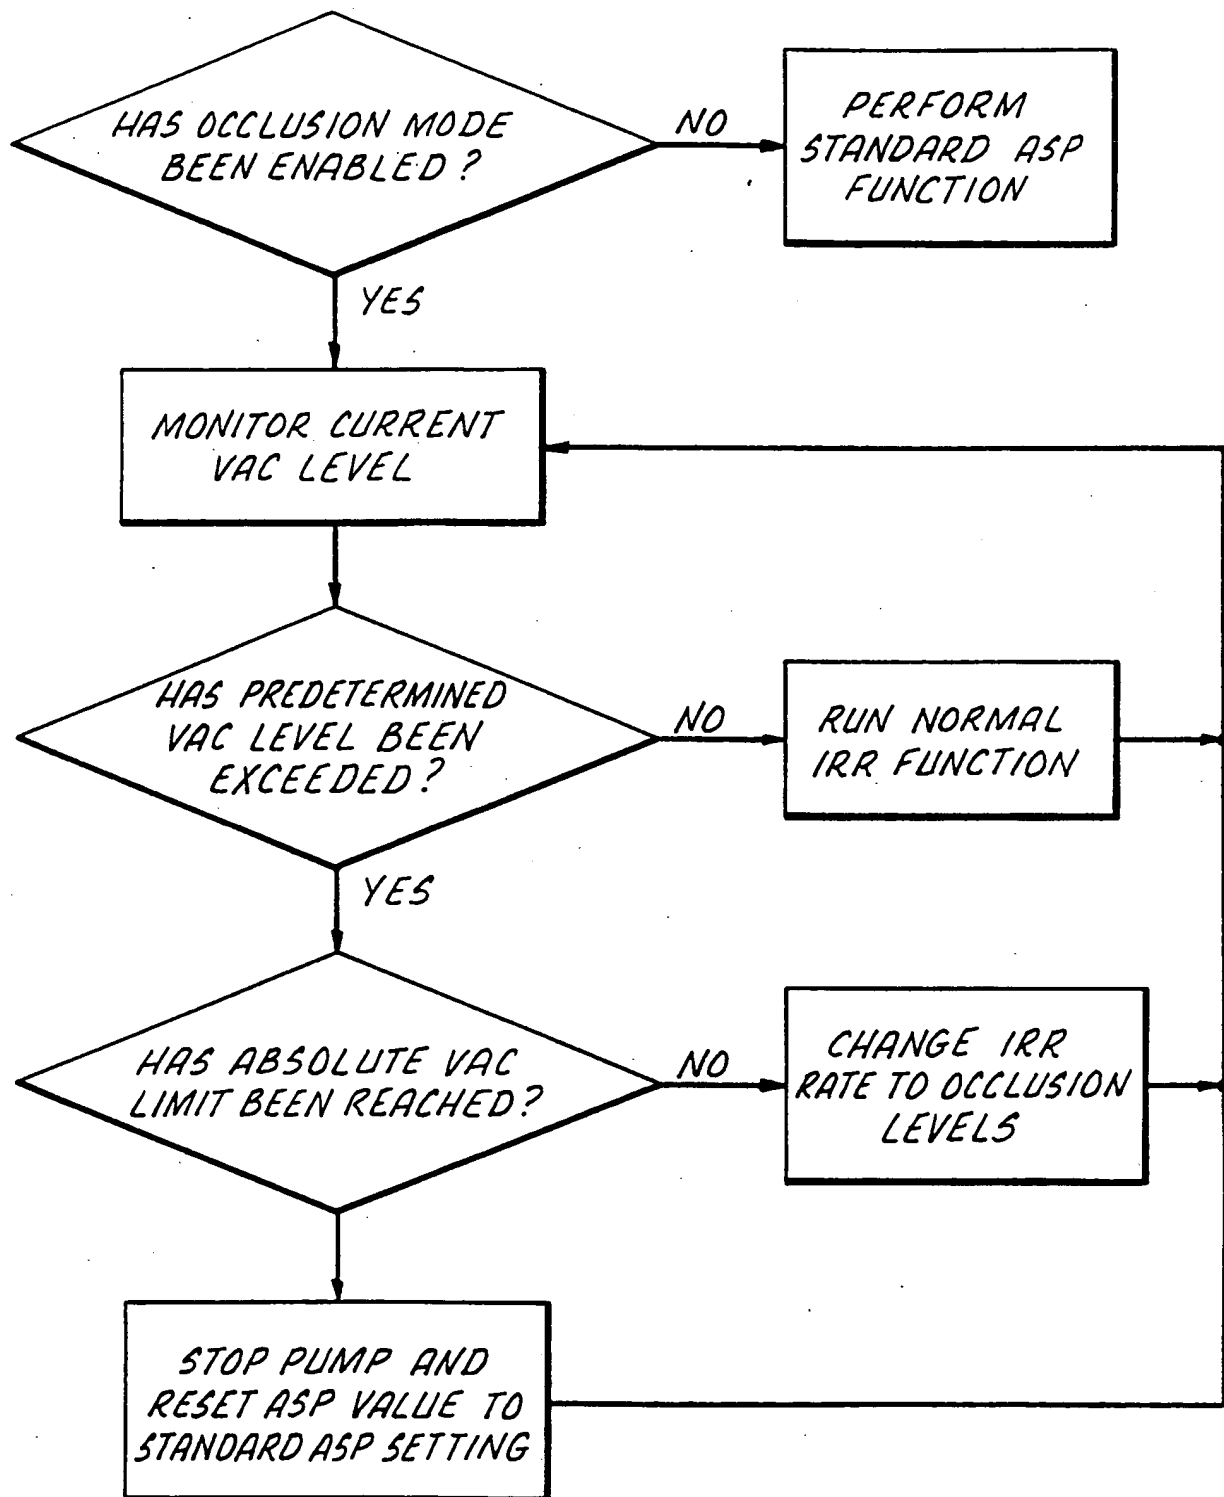 HAS OCCLUSION MODE
BEEN ENABLED?
NO
PERFORM
STANDARD ASP
FUNCTION
YES
MONITOR CURRENT
VAC LEVEL
HAS PREDETERMINED
VAC LEVEL BEEN
EXCEEDED?
NO
RUN NORMAL
IRR FUNCTION
YES
HAS ABSOLUTE VAC
LIMIT BEEN REACHED?
NO
CHANGE IRR
RATE TO OCCLUSION
LEVELS
STOP PUMP AND
RESET ASP VALUE TO
STANDARD ASP SETTING